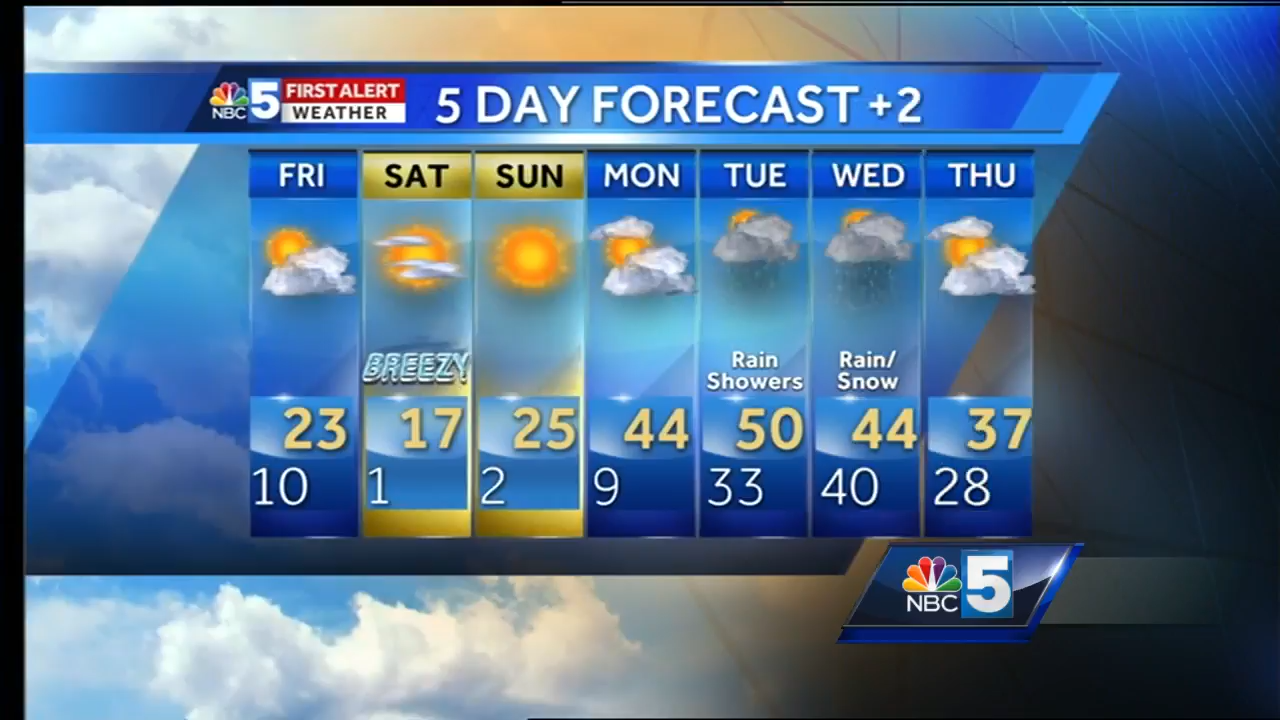 NBC 5 FIRST ALERT WEATHER 5 DAY FORECAST +2
FRI SAT SUN MON TUE WED THU
BREEZY
Rain Showers
Rain/ Snow
23 17 25 44 50 44 37
10 1 2 9 33 40 28
NBC 5